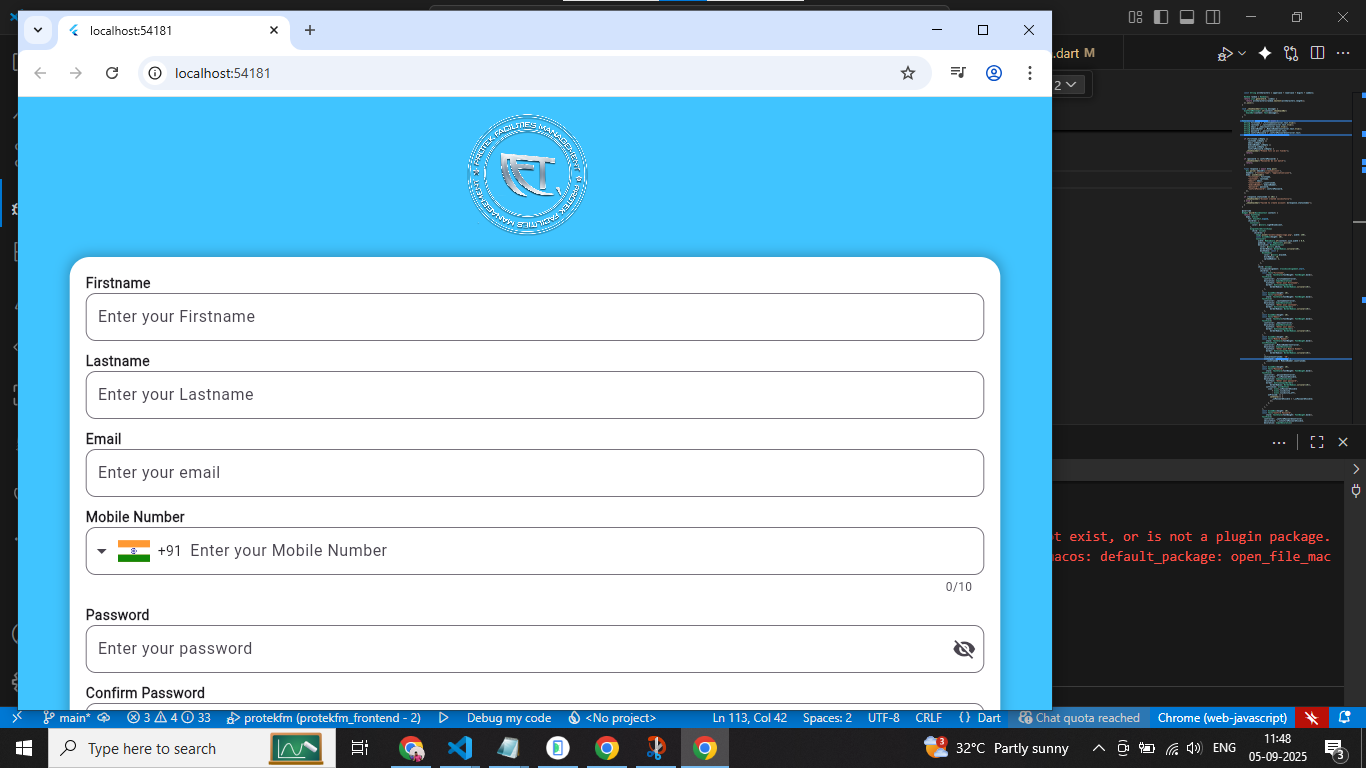 localhost:54181
.dart M
localhost:54181
2
PROTEK FACILITIES MANAGEMENT
Firstname
Enter your Firstname
Lastname
Enter your Lastname
Email
Enter your email
Mobile Number
+91 Enter your Mobile Number
0/10
ot exist, or is not a plugin package.
macos: default_package: open_file_mac
Password
Enter your password
Confirm Password
main* 3 4 33 protekfm (protekfm_frontend - 2) Debug my code <No project> Ln 113, Col 42 Spaces: 2 UTF-8 CRLF {} Dart Chat quota reached Chrome (web-javascript)
Type here to search 3 32°C Partly sunny ENG 11:48
05-09-2025 3